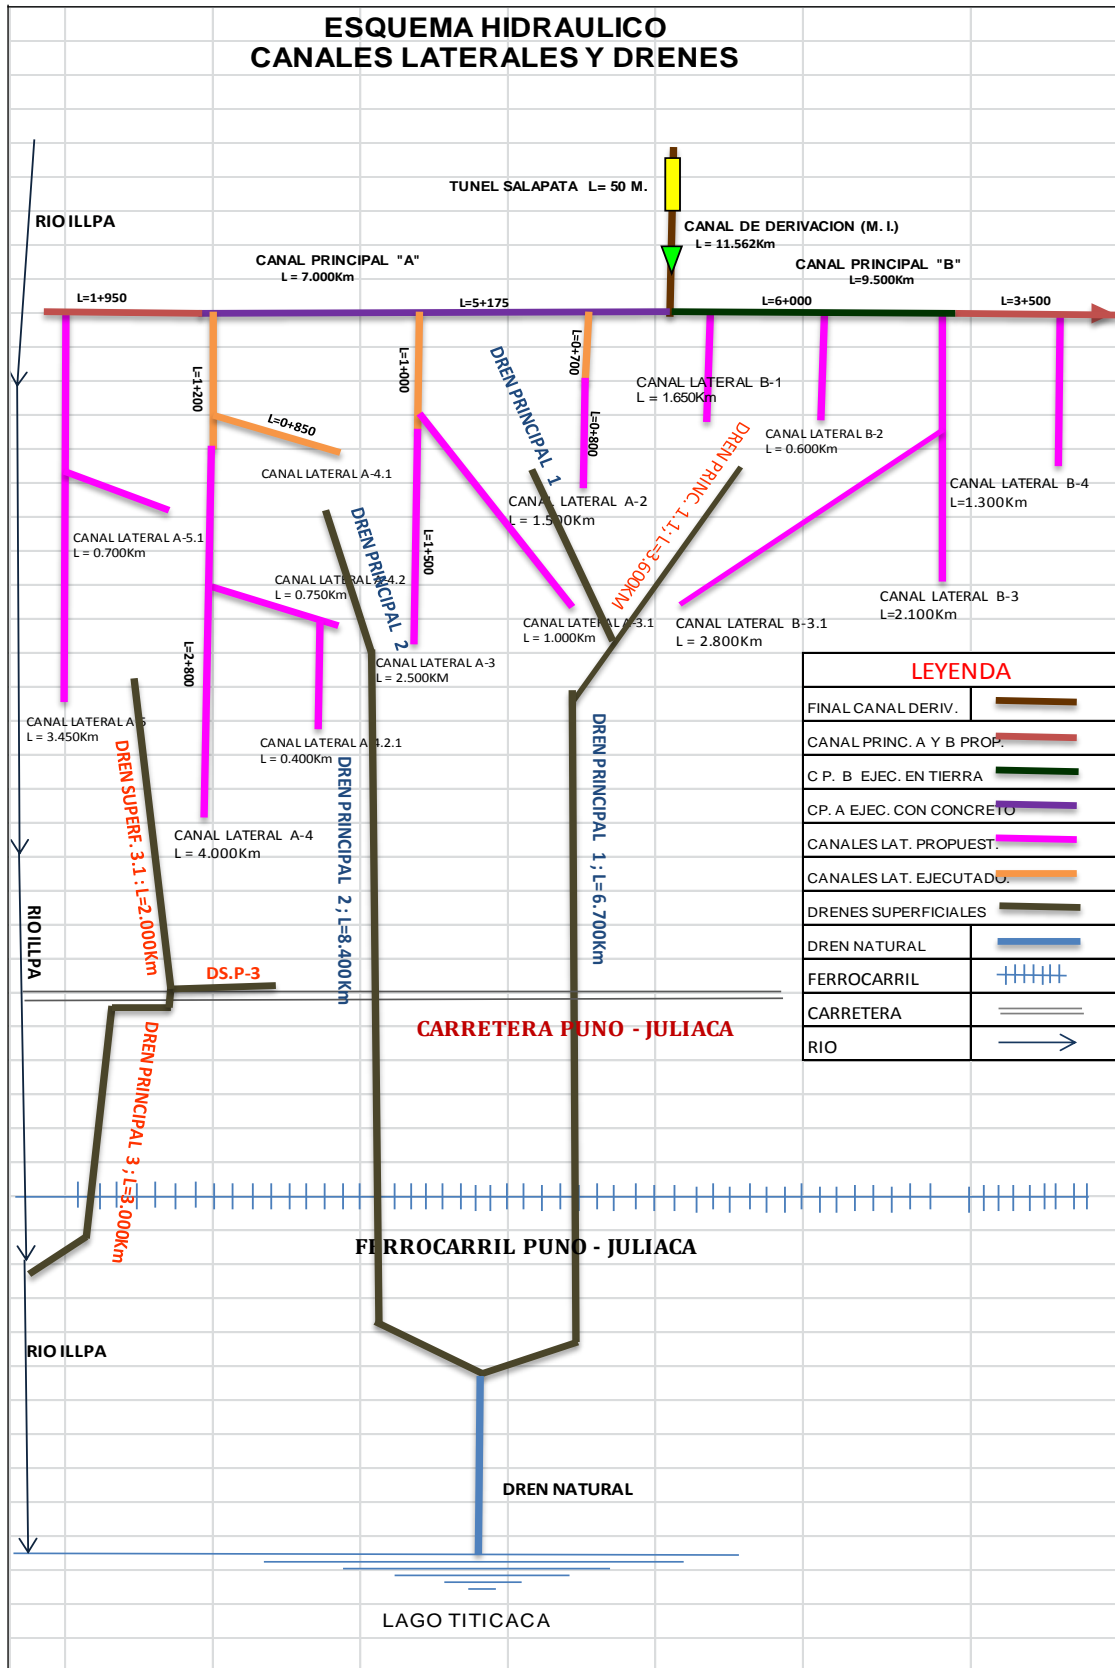 ESQUEMA HIDRAULICO
CANALES LATERALES Y DRENES
TUNEL SALAPATA L= 50 M.
RIO ILLPA
CANAL DE DERIVACION (M. I.)
L = 11.562Km
CANAL PRINCIPAL "A"
L = 7.000Km
CANAL PRINCIPAL "B"
L=9.500Km
L=1+950
L=5+175
L=6+000
L=3+500
L=1+200
L=1+000
L=0+700
DREN PRINCIPAL 1
CANAL LATERAL B-1
L = 1.650Km
L=0+850
L=0+800
CANAL LATERAL B-2
L = 0.600Km
DREN PRINC. 1.1; L=3.600KM
CANAL LATERAL A-4.1
CANAL LATERAL B-4
L=1.300Km
CANAL LATERAL A-2
L = 1.500Km
DREN PRINCIPAL 2
L=1+500
CANAL LATERAL A-5.1
L = 0.700Km
CANAL LATERAL A-4.2
L = 0.750Km
CANAL LATERAL B-3
L=2.100Km
CANAL LATERAL A-3.1
L = 1.000Km
CANAL LATERAL B-3.1
L = 2.800Km
L=2+800
CANAL LATERAL A-3
L = 2.500KM
LEYENDA
FINAL CANAL DERIV.
CANAL PRINC. A Y B PROP.
C P. B EJEC. EN TIERRA
CP. A EJEC. CON CONCRETO
CANALES LAT. PROPUEST.
CANALES LAT. EJECUTADO.
DRENES SUPERFICIALES
DREN NATURAL
FERROCARRIL
CARRETERA
RIO
CANAL LATERAL A-5
L = 3.450Km
CANAL LATERAL A-4.2.1
L = 0.400Km
DREN SUPERF. 3.1 : L=2.000Km
DREN PRINCIPAL 2 ; L=8.400Km
DREN PRINCIPAL 1 ; L= 6.700Km
CANAL LATERAL A-4
L = 4.000Km
RIO ILLPA
DS.P-3
CARRETERA PUNO - JULIACA
DREN PRINCIPAL 3 ; L=3.000Km
FERROCARRIL PUNO - JULIACA
RIO ILLPA
DREN NATURAL
LAGO TITICACA